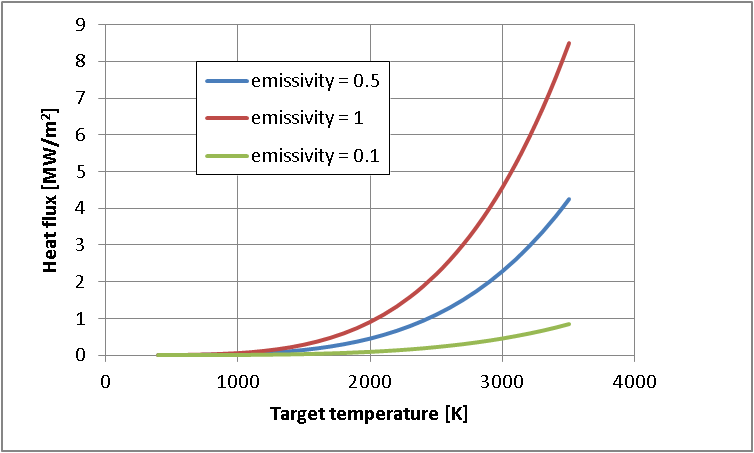 9
8
7
6
5
4
3
2
1
0
Heat flux [MW/m²]
emissivity = 0.5
emissivity = 1
emissivity = 0.1
0 1000 2000 3000 4000
Target temperature [K]